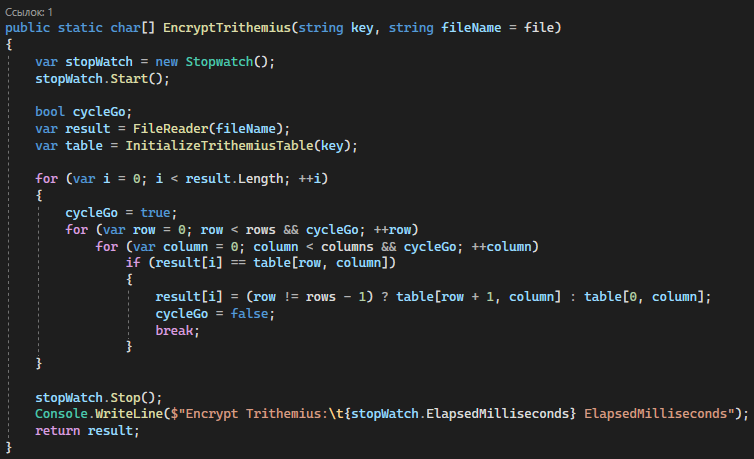 Ссылок: 1
public static char[] EncryptTrithemius(string key, string fileName = file)
{
    var stopWatch = new Stopwatch();
    stopWatch.Start();

    bool cycleGo;
    var result = FileReader(fileName);
    var table = InitializeTrithemiusTable(key);

    for (var i = 0; i < result.Length; ++i)
    {
        cycleGo = true;
        for (var row = 0; row < rows && cycleGo; ++row)
            for (var column = 0; column < columns && cycleGo; ++column)
                if (result[i] == table[row, column])
                {
                    result[i] = (row != rows - 1) ? table[row + 1, column] : table[0, column];
                    cycleGo = false;
                    break;
                }
    }

    stopWatch.Stop();
    Console.WriteLine($"Encrypt Trithemius:\t{stopWatch.ElapsedMilliseconds} ElapsedMilliseconds");
    return result;
}